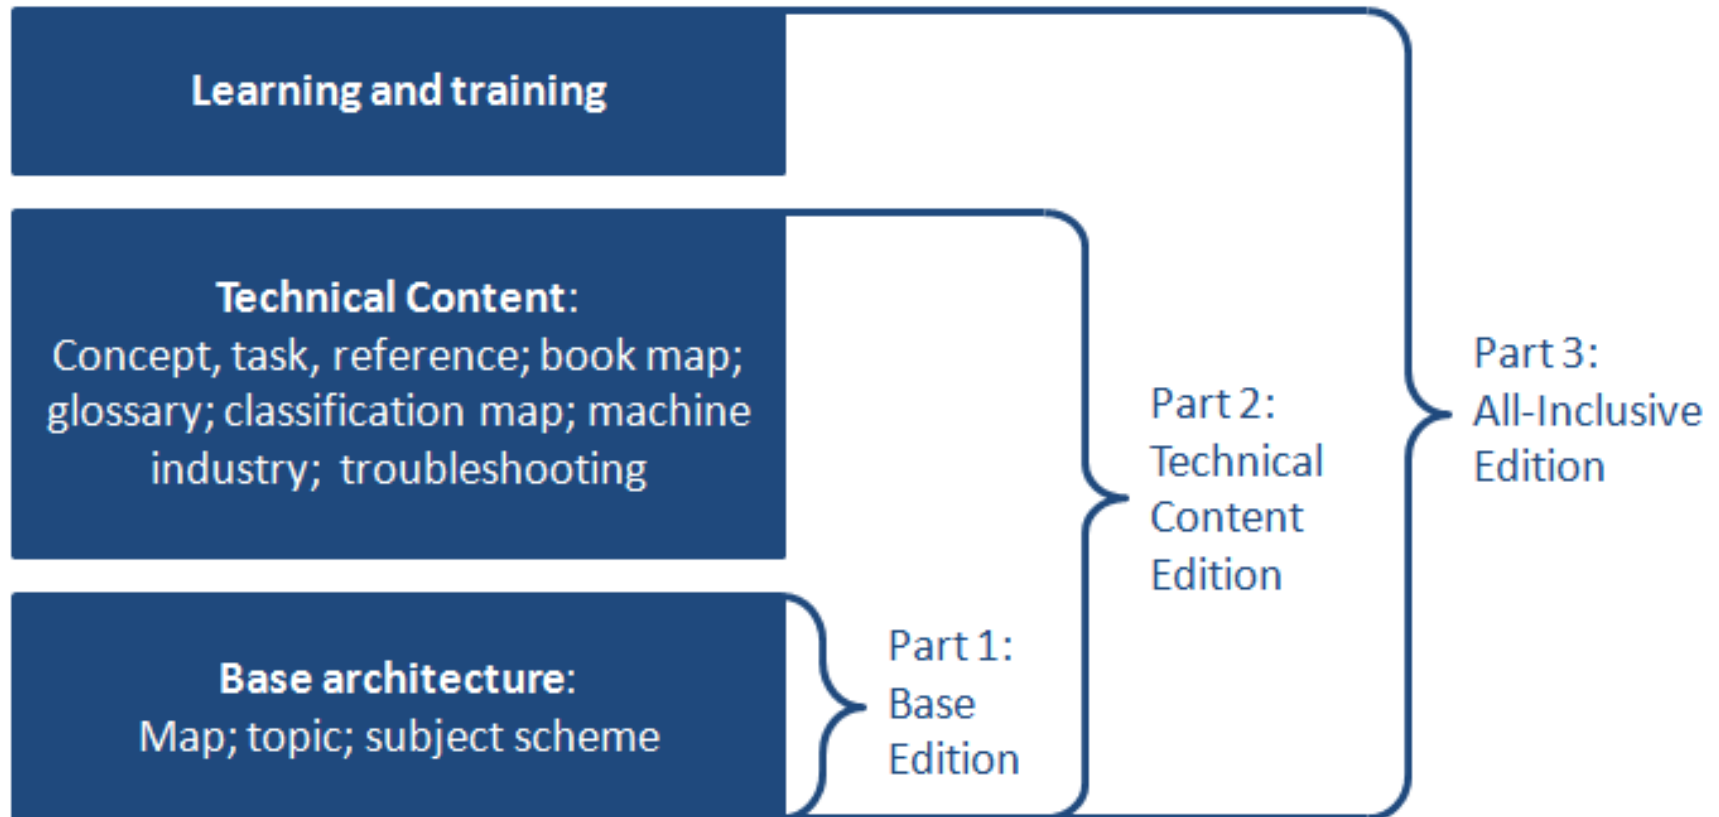 Learning and training
Technical Content:
Concept, task, reference; book map;
glossary; classification map; machine
industry; troubleshooting
Base architecture:
Map; topic; subject scheme
Part 1:
Base
Edition
Part 2:
Technical
Content
Edition
Part 3:
All-Inclusive
Edition